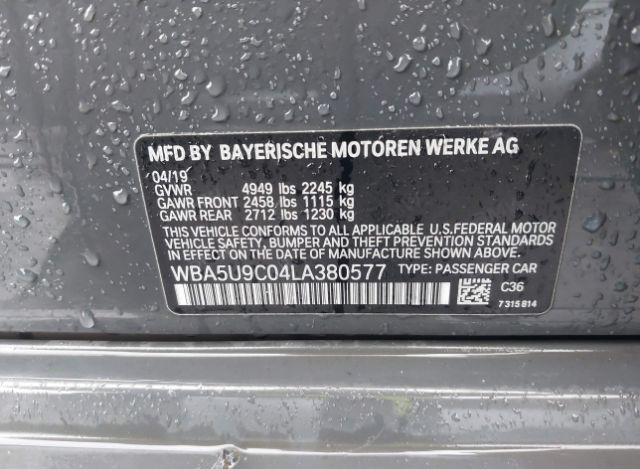 MFD BY BAYERISCHE MOTOREN WERKE AG
04/19
GVWR 4949 lbs 2245 kg
GAWR FRONT 2458 lbs 1115 kg
GAWR REAR 2712 lbs 1230 kg
THIS VEHICLE CONFORMS TO ALL APPLICABLE U.S.FEDERAL MOTOR
VEHICLE SAFETY, BUMPER AND THEFT PREVENTION STANDARDS IN
EFFECT ON THE DATE OF MANUFACTURE SHOWN ABOVE.
WBA5U9C04LA380577 TYPE: PASSENGER CAR
C36
7315814